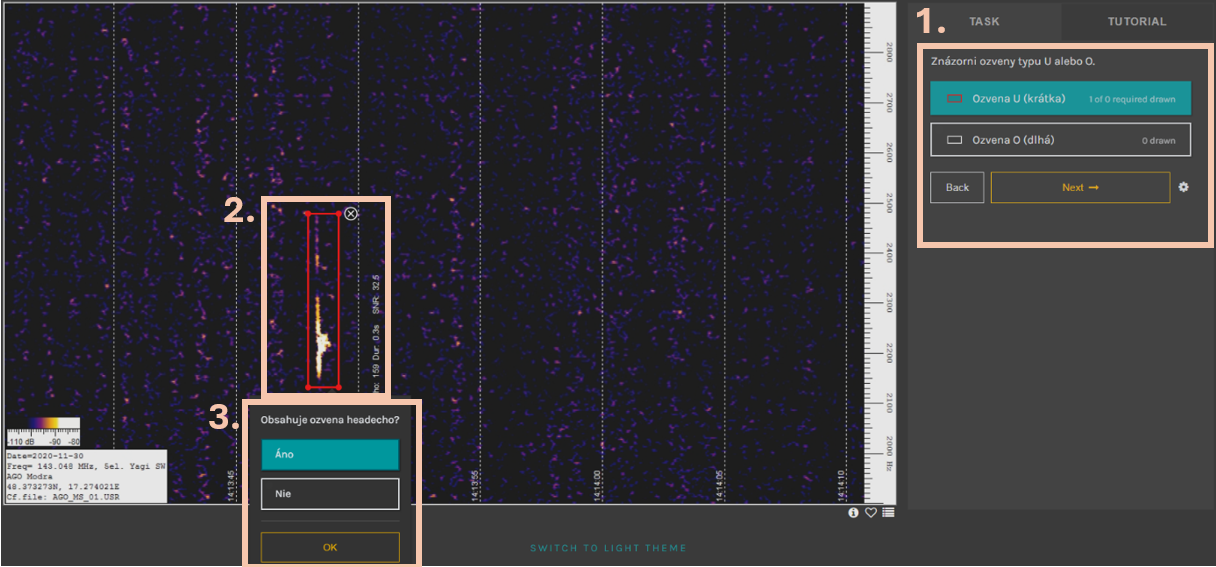 1.
TASK
TUTORIAL
Znázorni ozveny typu U alebo O.
Ozvena U (krátka) 1 of 0 required drawn
Ozvena O (dlhá) 0 drawn
Back
Next →
2.
ho: 159 Dur 0.3s SNR: 32.5
3.
Obsahuje ozvena headecho?
Áno
Nie
OK
2800
2700
2600
2500
2400
2300
2200
2100
2000 Hz
-110 dB -90 -80
Date=2020-11-30
Freq= 143.048 MHz, 5el. Yagi SW
AGO Modra
48.373273N, 17.274021E
Cf.file: AGO_MS_01.USR
14:13:45
14:13:55
14:14:00
14:14:05
14:14:10
SWITCH TO LIGHT THEME